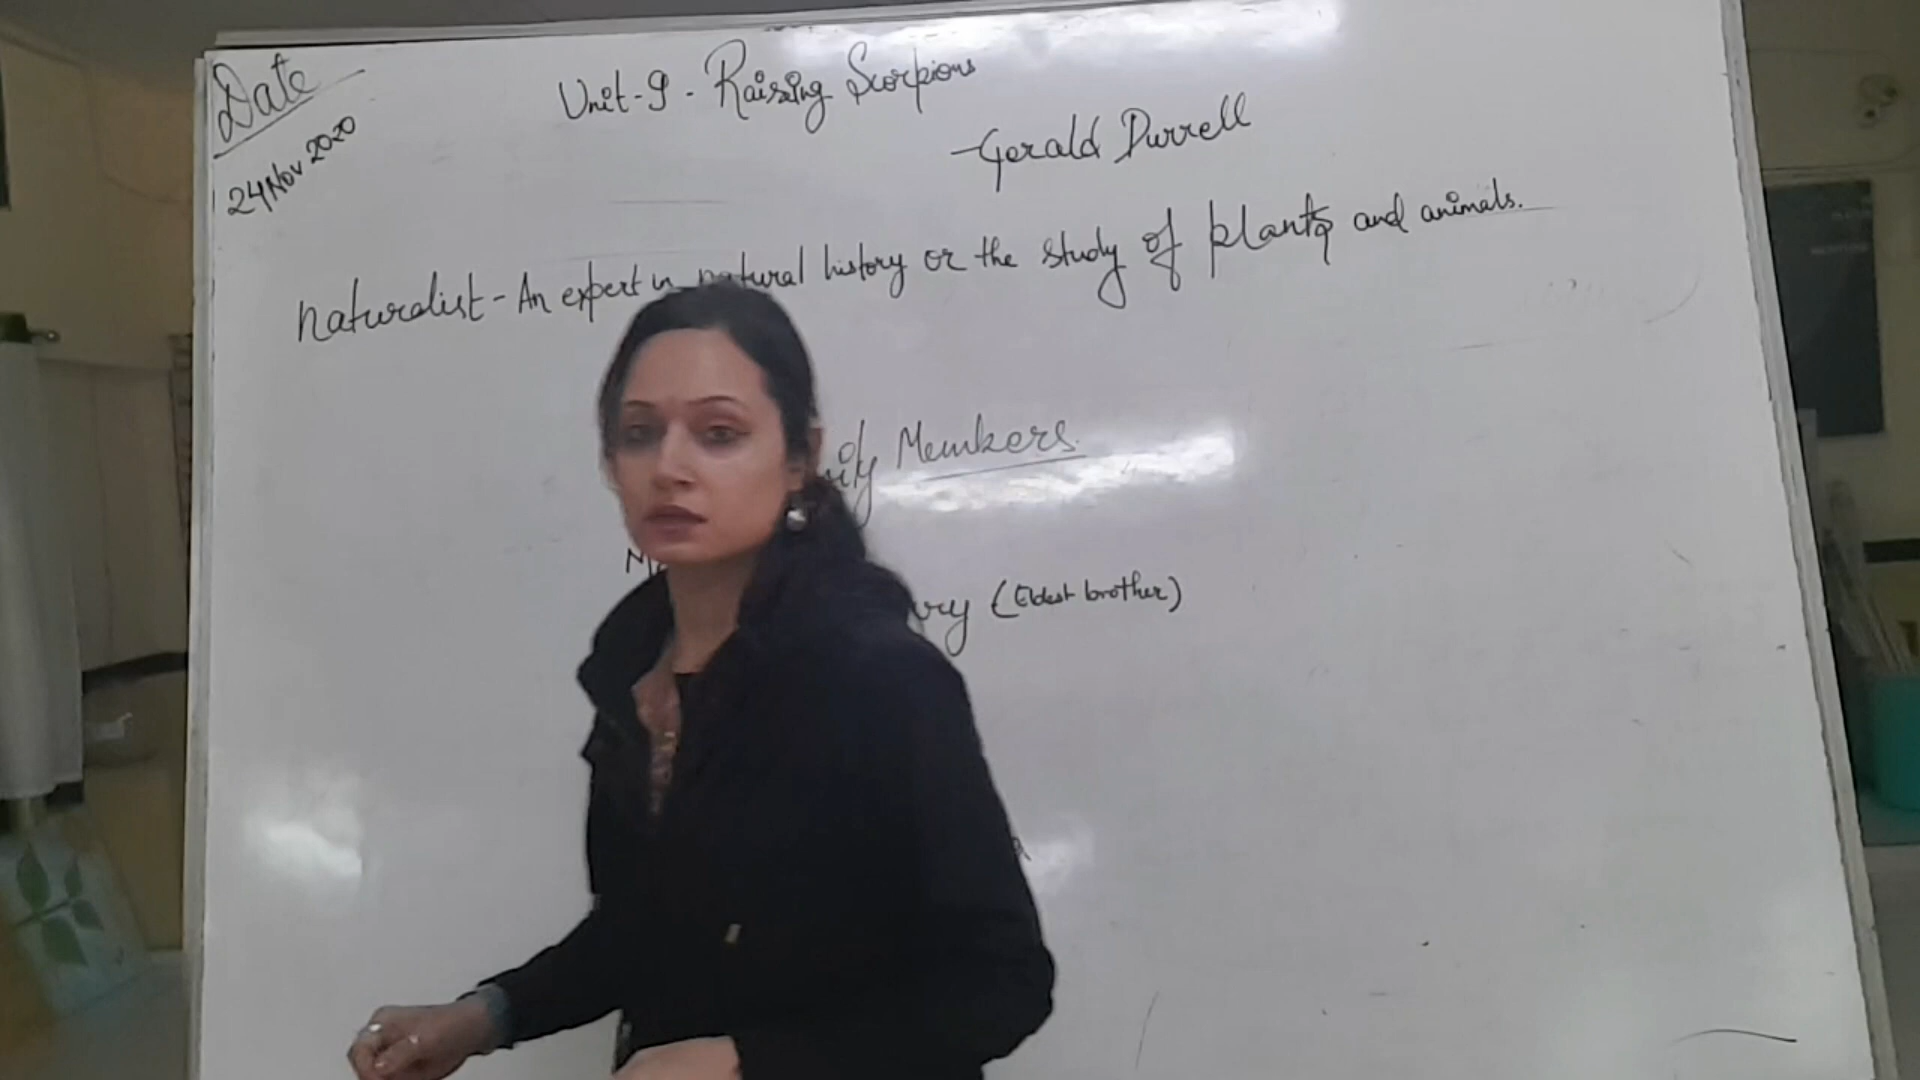 Date
24 Nov 2020
Unit-9 - Raising Scorpions
- Gerald Durrell
Naturalist - An expert in natural history or the study of plants and animals.
Members.
(Eldest brother)